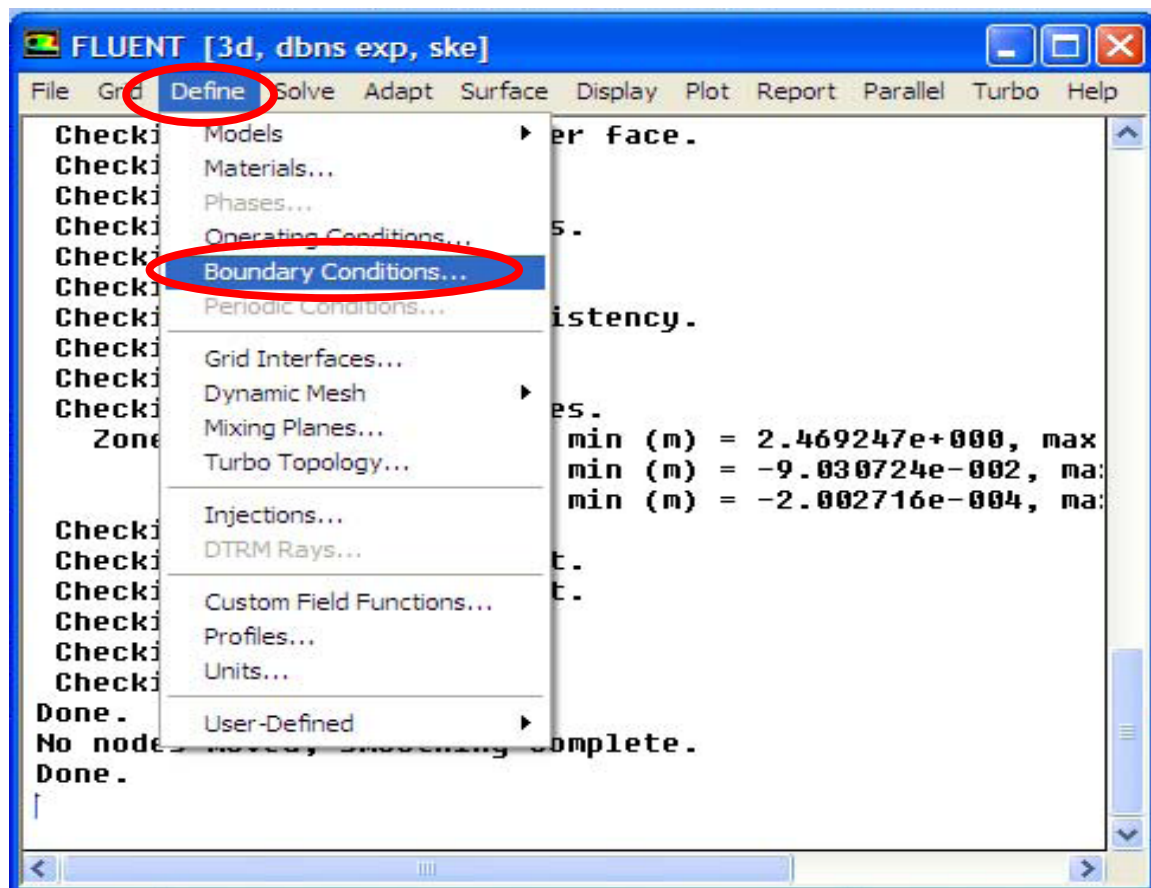 FLUENT [3d, dbns exp, ske]
File Grid Define Solve Adapt Surface Display Plot Report Parallel Turbo Help
Models
Materials...
Phases...
Operating Conditions...
Boundary Conditions...
Periodic Conditions...
Grid Interfaces...
Dynamic Mesh
Mixing Planes...
Turbo Topology...
Injections...
DTRM Rays...
Custom Field Functions...
Profiles...
Units...
User-Defined
Checki er face.
Checki
Checki
Checki s.
Checki
Checki
Checki istency.
Checki
Checki
Checki es.
Zone min (m) = 2.469247e+000, max
min (m) = -9.030724e-002, ma
min (m) = -2.002716e-004, ma
Checki
Checki t.
Checki t.
Checki
Checki
Checki
Done.
No nodes moved, smoothing complete.
Done.